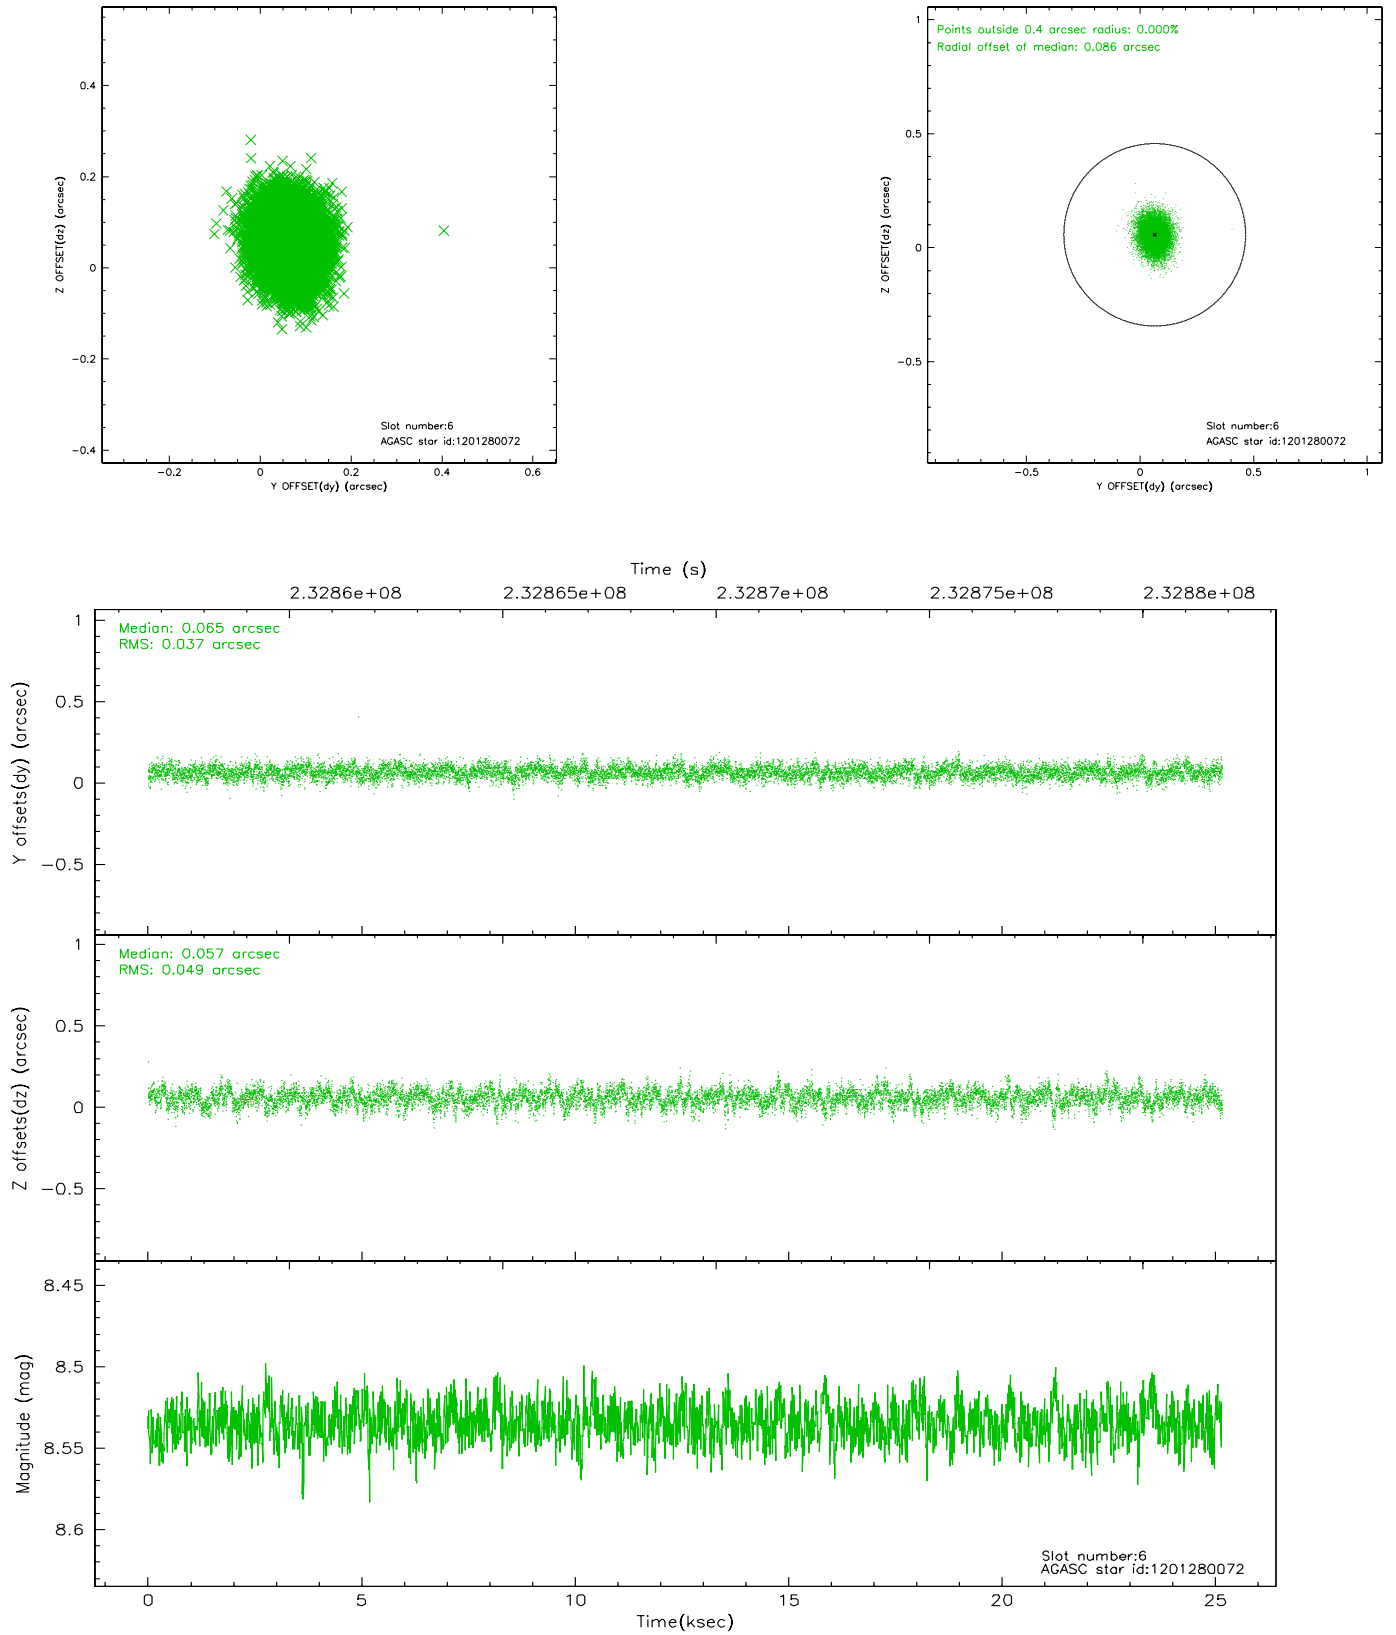 0.4
0.2
0
−0.2
−0.4
Z OFFSET(dz) (arcsec)
Slot number:6
AGASC star id:1201280072
−0.2 0 0.2 0.4 0.6
Y OFFSET(dy) (arcsec)
1
0.5
0
−0.5
Z OFFSET(dz) (arcsec)
Points outside 0.4 arcsec radius: 0.000%
Radial offset of median: 0.086 arcsec
Slot number:6
AGASC star id:1201280072
−0.5 0 0.5 1
Y OFFSET(dy) (arcsec)
Time (s)
2.3286e+08 2.32865e+08 2.3287e+08 2.32875e+08 2.3288e+08
Median: 0.065 arcsec
RMS: 0.037 arcsec
1
0.5
0
−0.5
Y offsets(dy) (arcsec)
Median: 0.057 arcsec
RMS: 0.049 arcsec
1
0.5
0
−0.5
Z offsets(dz) (arcsec)
8.45
8.5
8.55
8.6
Magnitude (mag)
Slot number:6
AGASC star id:1201280072
0 5 10 15 20 25
Time(ksec)